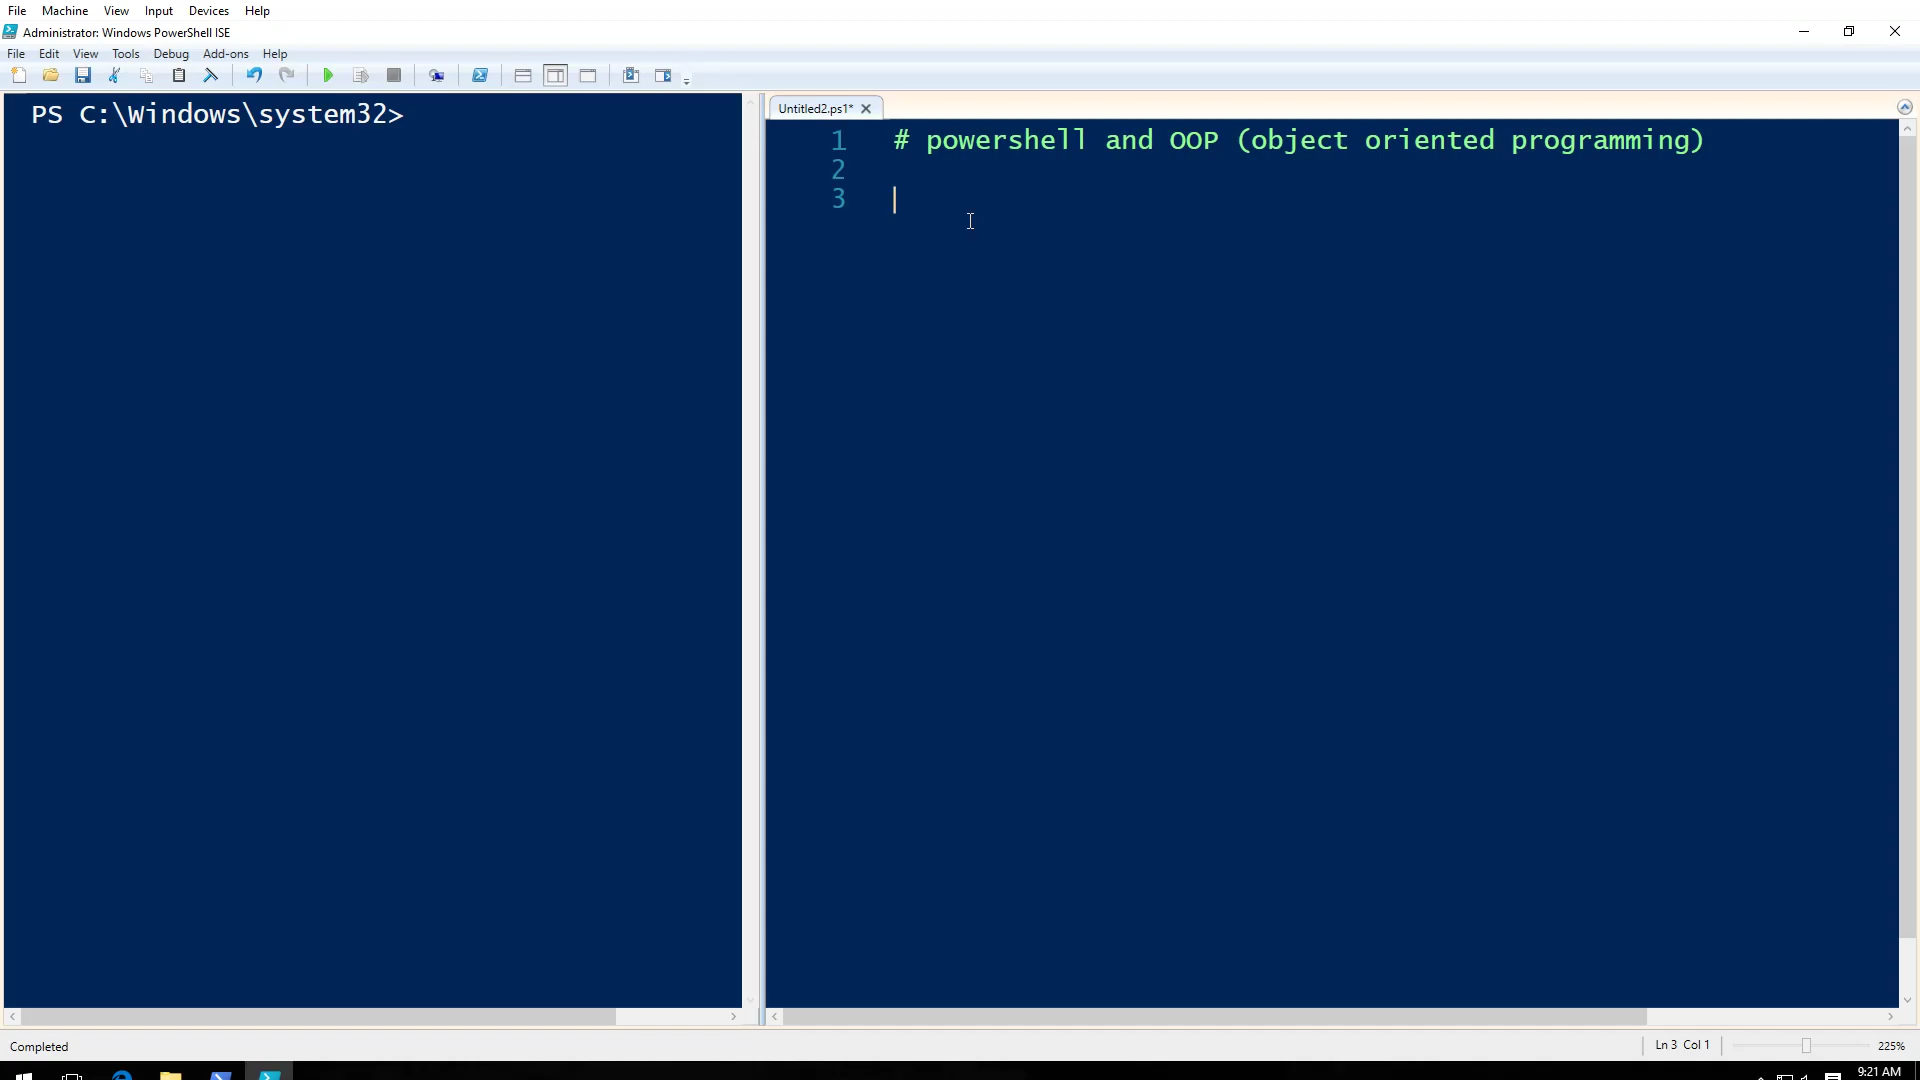 File Machine View Input Devices Help
Administrator: Windows PowerShell ISE
File Edit View Tools Debug Add-ons Help
PS C:\Windows\system32>
Untitled2.ps1*
1 # powershell and OOP (object oriented programming)
2
3
Completed
Ln 3 Col 1
225%
9:21 AM